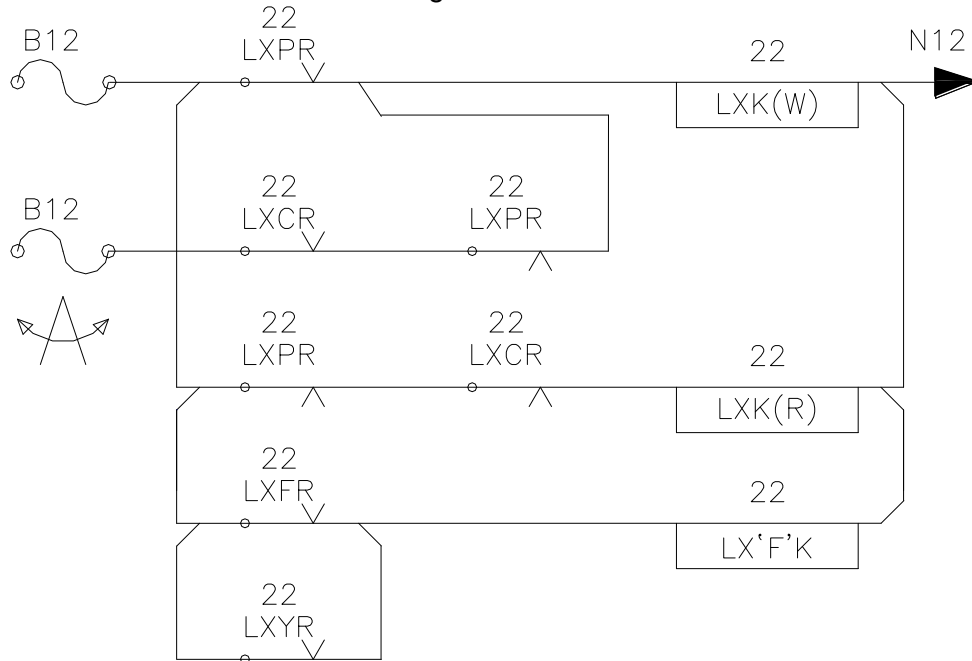 B12
22
LXPR
22
LXK(W)
N12
B12
22
LXCR
22
LXPR
22
LXPR
22
LXCR
22
LXK(R)
22
LXFR
22
LX‘F’K
22
LXYR